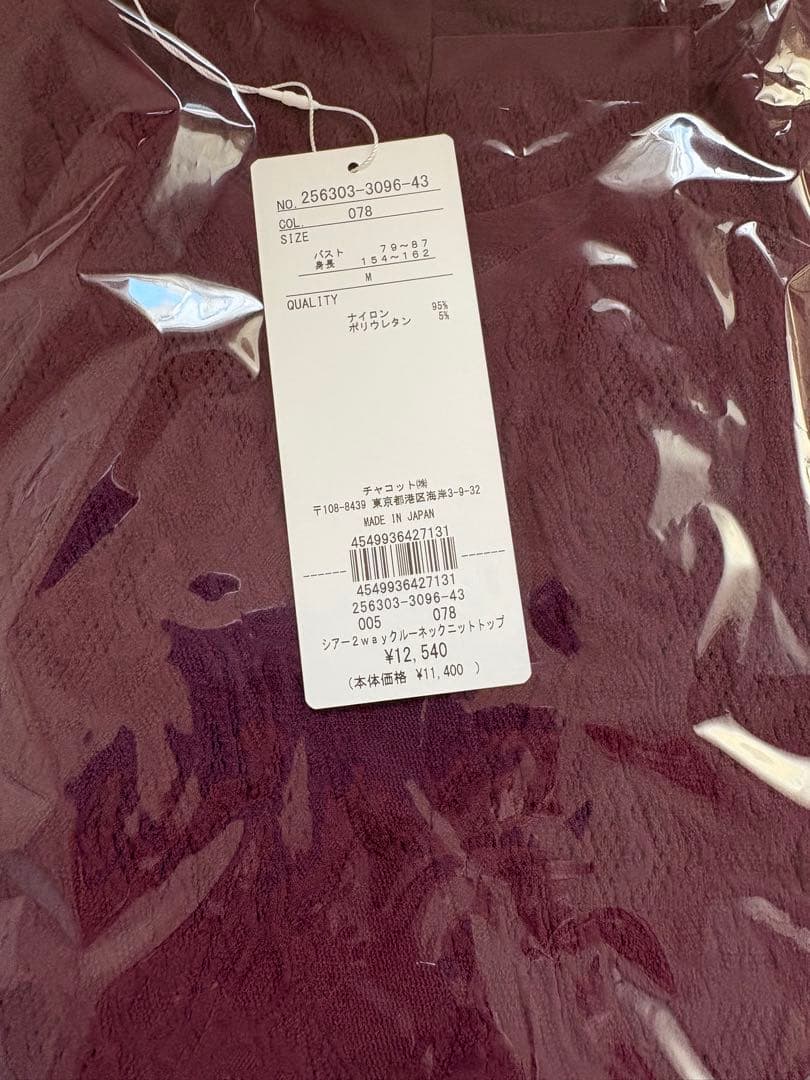 NO. 256303-3096-43
COL. 078
SIZE
バスト 79～87
身長 154～162
M
QUALITY
ナイロン 95%
ポリウレタン 5%
チャコット㈱
〒108-8439 東京都港区海岸3-9-32
MADE IN JAPAN
4549936427131
4549936427131
256303-3096-43
005 078
シアー2wayクルーネックニットトップ
¥12,540
(本体価格 ¥11,400 )